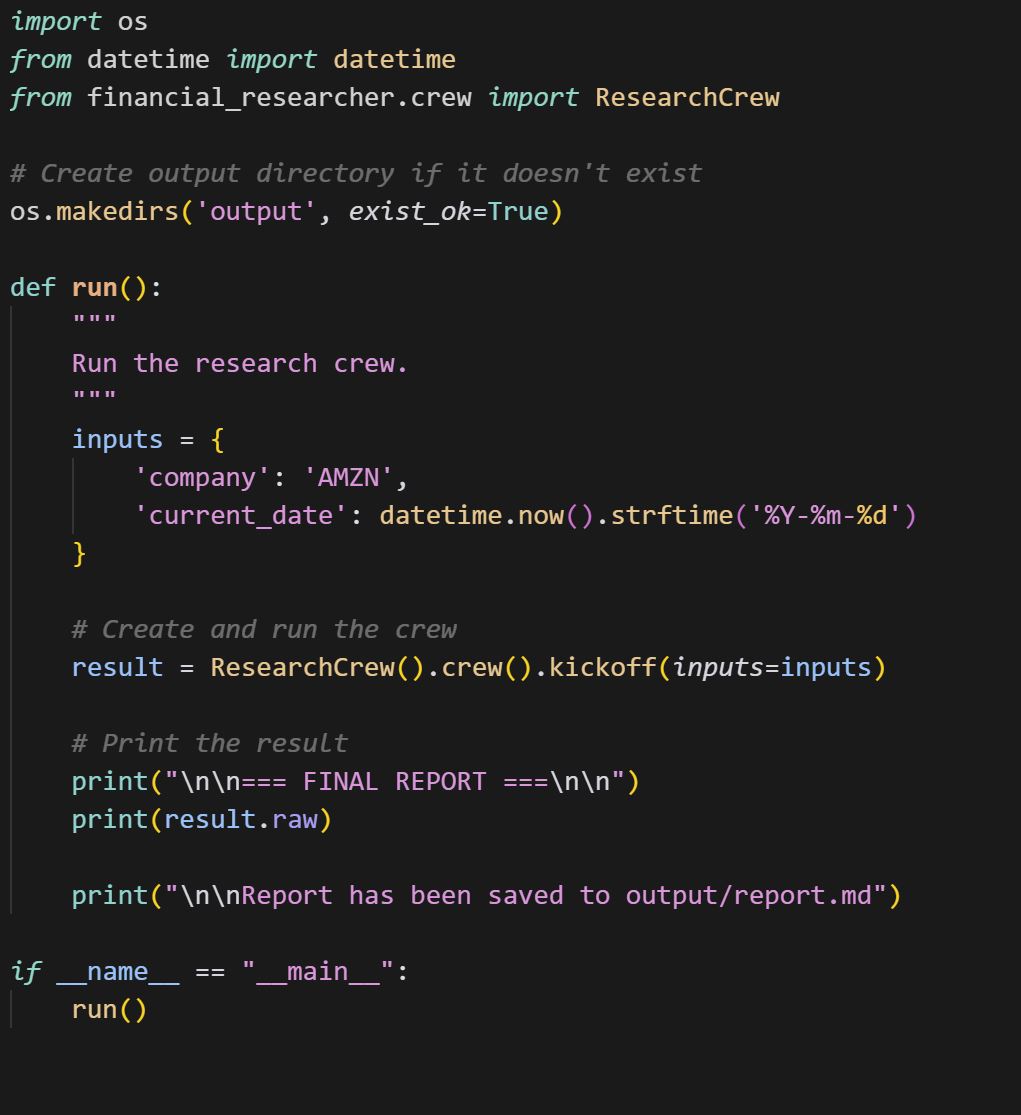 import os
from datetime import datetime
from financial_researcher.crew import ResearchCrew

# Create output directory if it doesn't exist
os.makedirs('output', exist_ok=True)

def run():
    """
    Run the research crew.
    """
    inputs = {
        'company': 'AMZN',
        'current_date': datetime.now().strftime('%Y-%m-%d')
    }

    # Create and run the crew
    result = ResearchCrew().crew().kickoff(inputs=inputs)

    # Print the result
    print("\n\n=== FINAL REPORT ===\n\n")
    print(result.raw)

    print("\n\nReport has been saved to output/report.md")

if __name__ == "__main__":
    run()